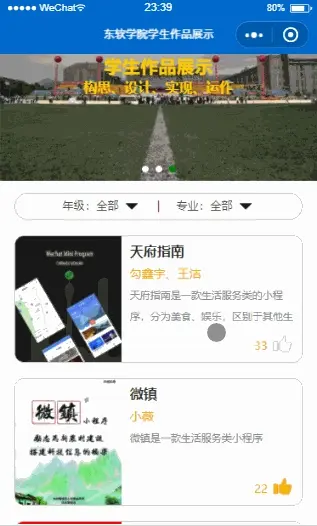 WeChat
23:39
80%
东软学院学生作品展示
学生作品展示
构思、设计、实现、运作
年级：全部 | 专业：全部
WeChat Mini Program
天府指南
勾鑫宇、王洁
天府指南是一款生活服务类的小程
序，分为美食、娱乐，区别于其他生
33
微镇小程序
微镇
小薇
微镇是一款生活服务类小程序
22